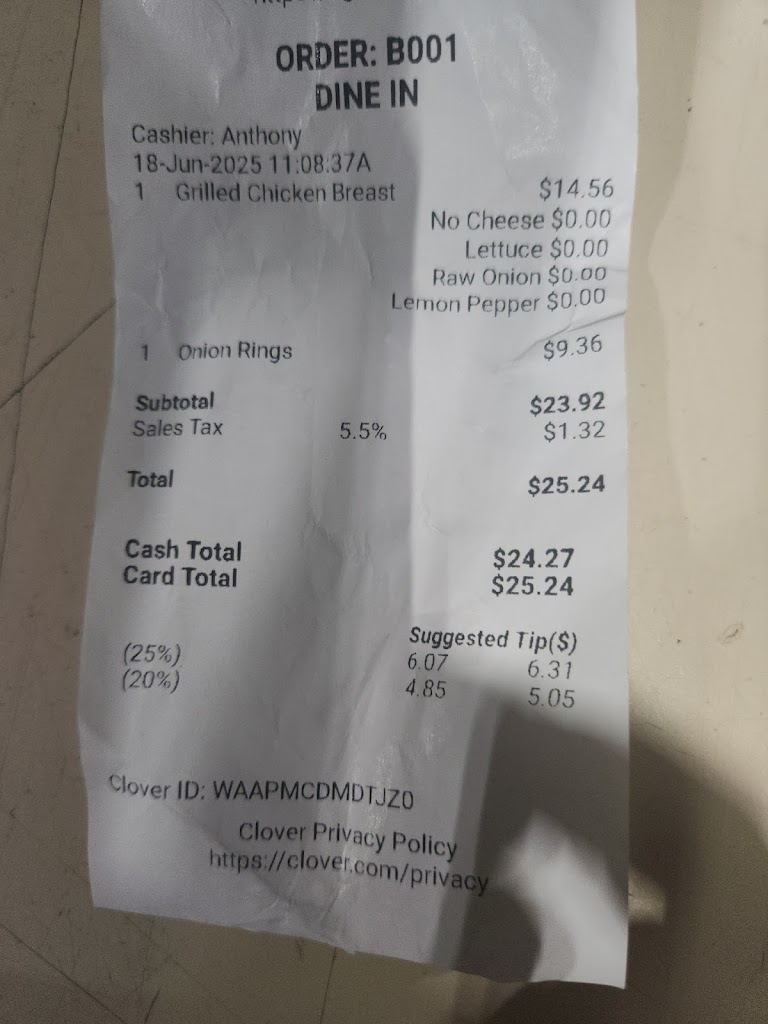 ORDER: B001
DINE IN
Cashier: Anthony
18-Jun-2025 11:08:37A
1 Grilled Chicken Breast $14.56
No Cheese $0.00
Lettuce $0.00
Raw Onion $0.00
Lemon Pepper $0.00
1 Onion Rings $9.36
Subtotal $23.92
Sales Tax 5.5% $1.32
Total $25.24
Cash Total $24.27
Card Total $25.24
Suggested Tip($)
(25%) 6.07 6.31
(20%) 4.85 5.05
Clover ID: WAAPMCDMDTJZ0
Clover Privacy Policy
https://clover.com/privacy